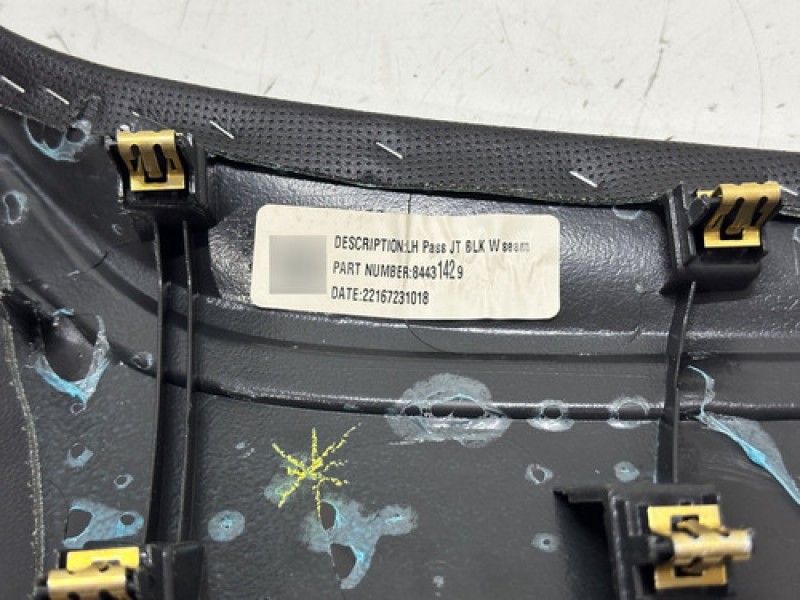 DESCRIPTION:LH Pass JT BLK W seam
PART NUMBER:84431429
DATE:22167231018